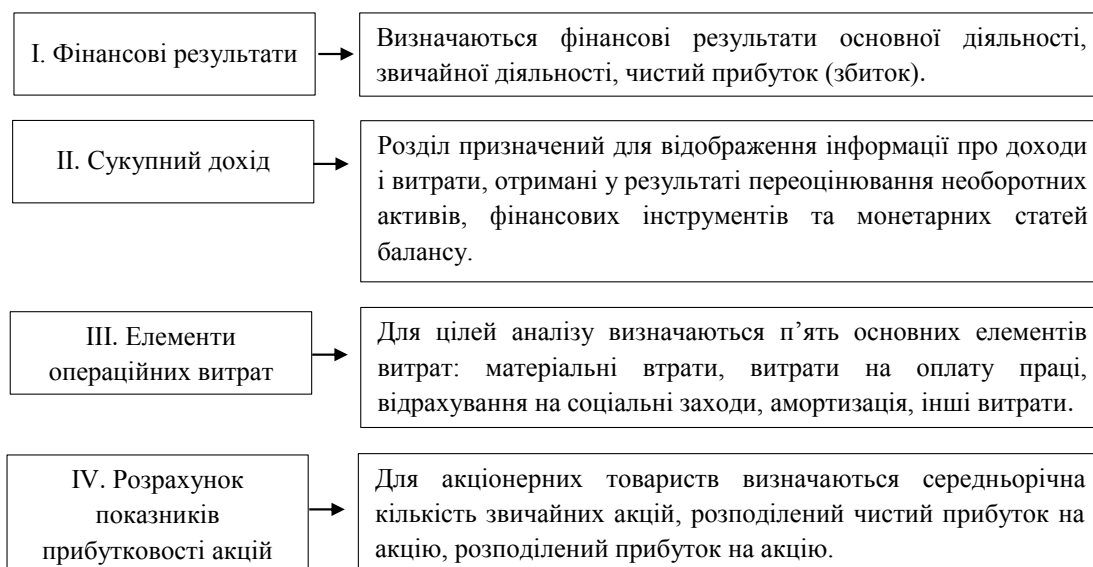 І. Фінансові результати
Визначаються фінансові результати основної діяльності,
звичайної діяльності, чистий прибуток (збиток).
ІІ. Сукупний дохід
Розділ призначений для відображення інформації про доходи
і витрати, отримані у результаті переоцінювання необоротних
активів, фінансових інструментів та монетарних статей
балансу.
ІІІ. Елементи
операційних витрат
Для цілей аналізу визначаються п’ять основних елементів
витрат: матеріальні втрати, витрати на оплату праці,
відрахування на соціальні заходи, амортизація, інші витрати.
IV. Розрахунок
показників
прибутковості акцій
Для акціонерних товариств визначаються середньорічна
кількість звичайних акцій, розподілений чистий прибуток на
акцію, розподілений прибуток на акцію.